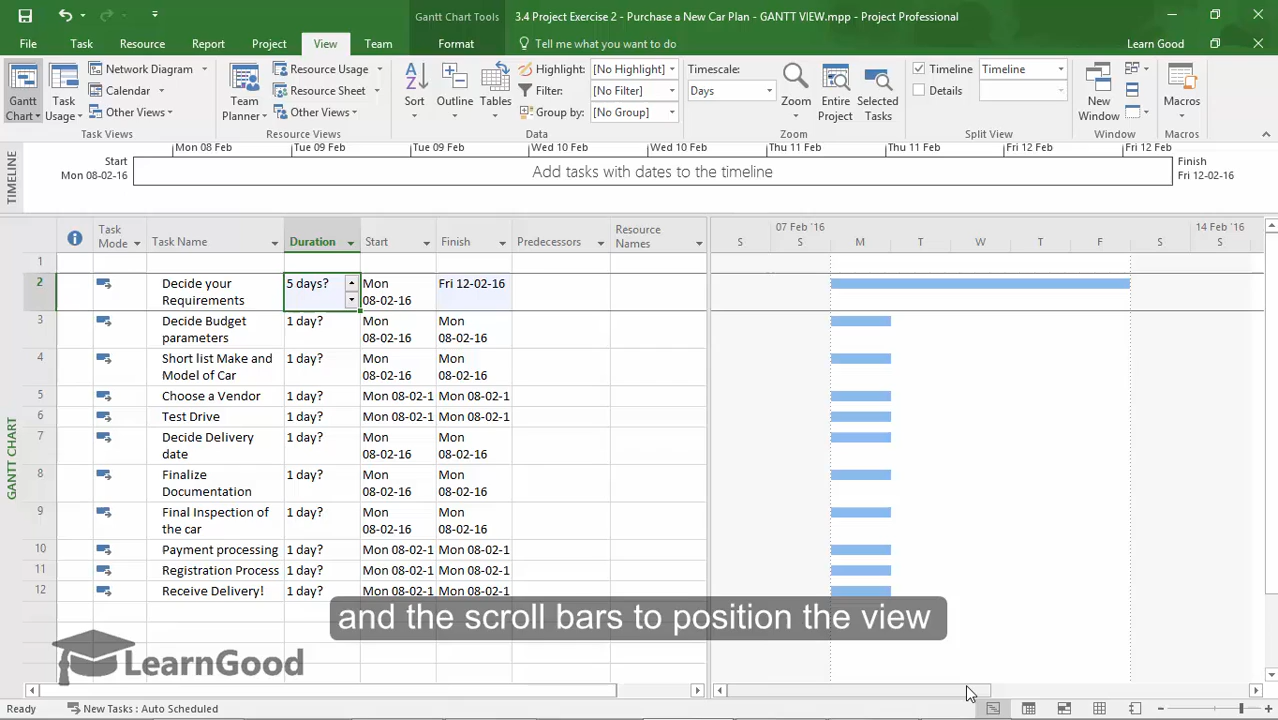 Gantt Chart Tools
3.4 Project Exercise 2 - Purchase a New Car Plan - GANTT VIEW.mpp - Project Professional
File Task Resource Report Project View Team Format Tell me what you want to do Learn Good
Gantt Chart
Task Usage
Network Diagram
Calendar
Other Views
Task Views
Team Planner
Resource Usage
Resource Sheet
Other Views
Resource Views
Sort
Outline
Tables
Highlight: [No Highlight]
Filter: [No Filter]
Group by: [No Group]
Data
Timescale:
Days
Zoom
Entire Project
Selected Tasks
Zoom
Timeline Timeline
Details
Split View
New Window
Window
Macros
Macros
TIMELINE
Mon 08 Feb Tue 09 Feb Tue 09 Feb Wed 10 Feb Wed 10 Feb Thu 11 Feb Thu 11 Feb Fri 12 Feb Fri 12 Feb
Start
Mon 08-02-16
Add tasks with dates to the timeline
Finish
Fri 12-02-16
GANTT CHART
Task Mode Task Name Duration Start Finish Predecessors Resource Names
07 Feb '16 14 Feb '16
S S M T W T F S S
1
2 Decide your Requirements 5 days? Mon 08-02-16 Fri 12-02-16
3 Decide Budget parameters 1 day? Mon 08-02-16 Mon 08-02-16
4 Short list Make and Model of Car 1 day? Mon 08-02-16 Mon 08-02-16
5 Choose a Vendor 1 day? Mon 08-02-1 Mon 08-02-1
6 Test Drive 1 day? Mon 08-02-1 Mon 08-02-1
7 Decide Delivery date 1 day? Mon 08-02-16 Mon 08-02-16
8 Finalize Documentation 1 day? Mon 08-02-16 Mon 08-02-16
9 Final Inspection of the car 1 day? Mon 08-02-16 Mon 08-02-16
10 Payment processing 1 day? Mon 08-02-1 Mon 08-02-1
11 Registration Process 1 day? Mon 08-02-1 Mon 08-02-1
12 Receive Delivery! 1 day? Mon 08-02-1 Mon 08-02-1
and the scroll bars to position the view
LearnGood
Ready New Tasks : Auto Scheduled